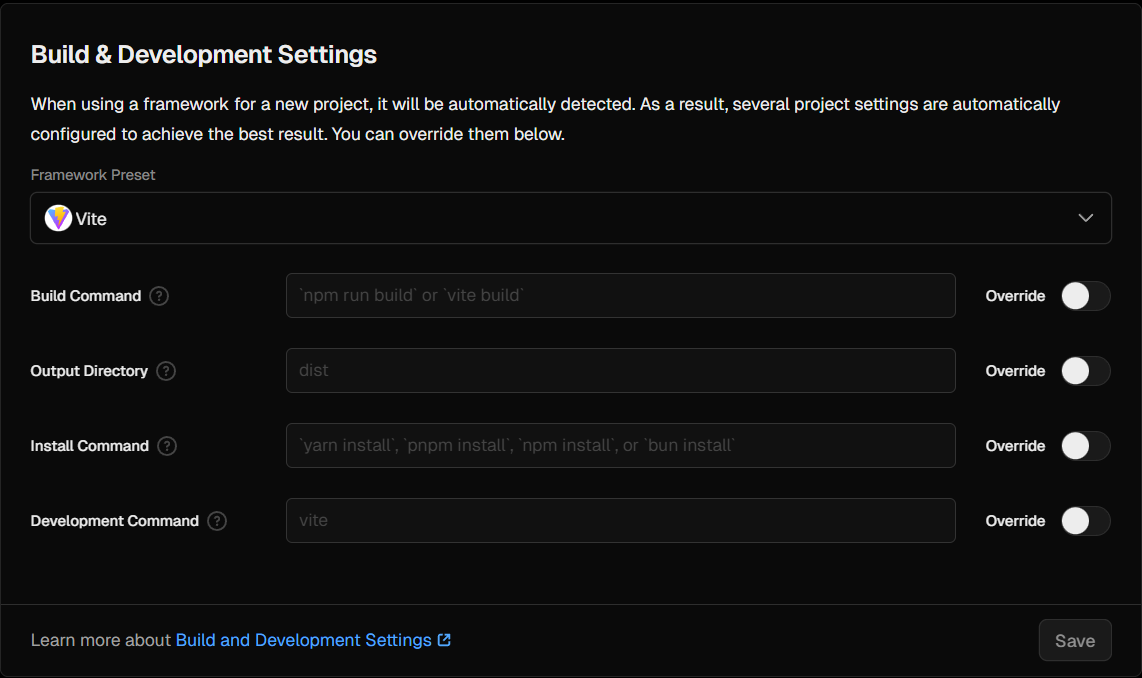 Build & Development Settings
When using a framework for a new project, it will be automatically detected. As a result, several project settings are automatically
configured to achieve the best result. You can override them below.
Framework Preset
Vite
Build Command ?
`npm run build` or `vite build`
Override
Output Directory ?
dist
Override
Install Command ?
`yarn install`, `pnpm install`, `npm install`, or `bun install`
Override
Development Command ?
vite
Override
Learn more about Build and Development Settings
Save